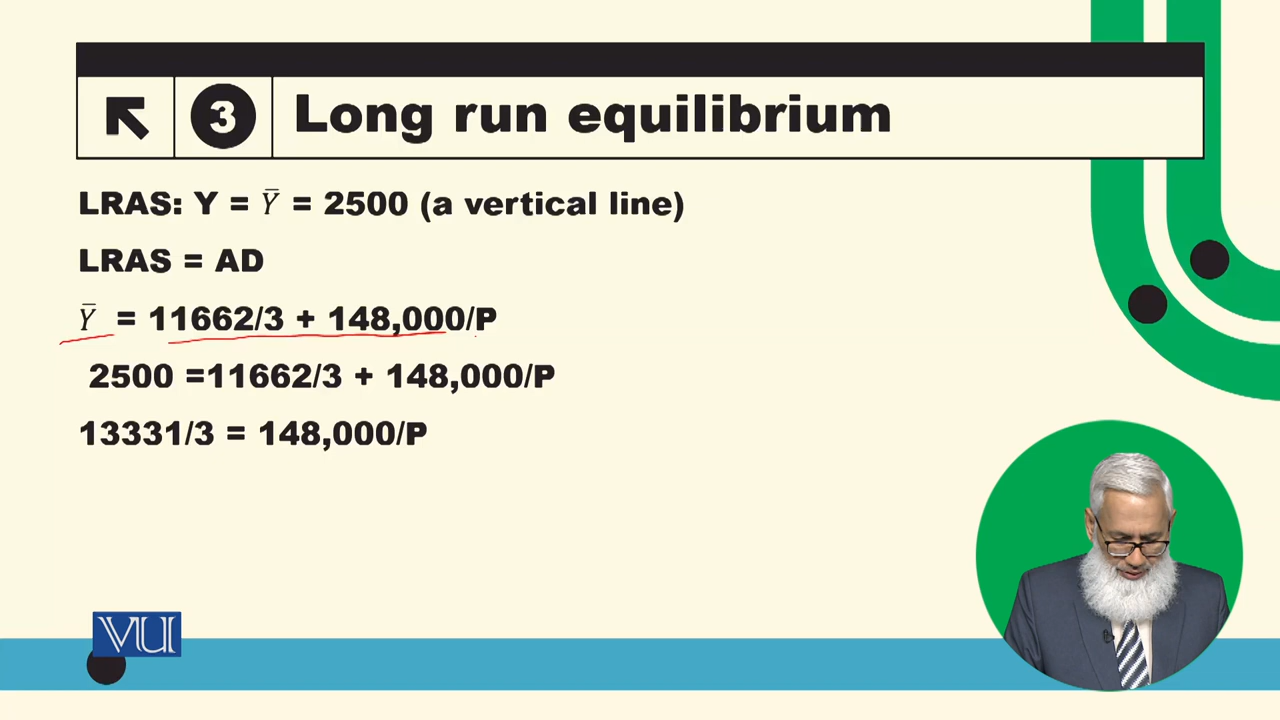 3 Long run equilibrium
LRAS: Y = Ȳ = 2500 (a vertical line)
LRAS = AD
Ȳ = 11662/3 + 148,000/P
2500 =11662/3 + 148,000/P
13331/3 = 148,000/P
VU